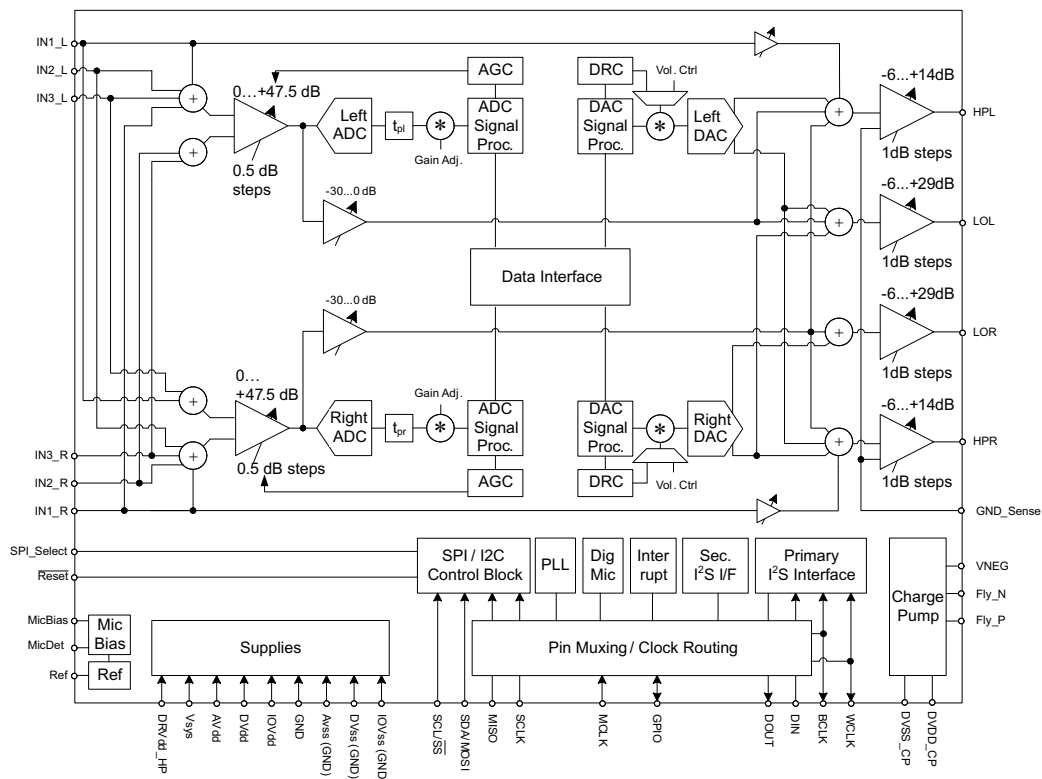 IN1_L
IN2_L
IN3_L
0…+47.5 dB
0.5 dB
steps
Left
ADC
tpl
*
Gain Adj.
AGC
ADC
Signal
Proc.
DRC
Vol. Ctrl
DAC
Signal
Proc.
*
Left
DAC
+
+
+
-6...+14dB
1dB steps
HPL
-30...0 dB
+
-6...+29dB
1dB steps
LOL
Data Interface
-30...0 dB
+
-6...+29dB
1dB steps
LOR
+
+
0…
+47.5 dB
0.5 dB steps
Right
ADC
tpr
*
Gain Adj.
ADC
Signal
Proc.
AGC
DAC
Signal
Proc.
DRC
*
Vol. Ctrl
Right
DAC
+
-6...+14dB
1dB steps
HPR
IN3_R
IN2_R
IN1_R
GND_Sense
SPI_Select
Reset
SPI / I2C
Control Block
PLL
Dig
Mic
Inter
rupt
Sec.
I²S I/F
Primary
I²S Interface
Charge
Pump
VNEG
Fly_N
Fly_P
MicBias
MicDet
Ref
Mic
Bias
Ref
Supplies
Pin Muxing / Clock Routing
DRVdd_HP
Vsys
AVdd
DVdd
IOVdd
GND
Avss (GND)
DVss (GND)
IOVss (GND
SCL/SS
SDA/MOSI
MISO
SCLK
MCLK
GPIO
DOUT
DIN
BCLK
WCLK
DVSS_CP
DVDD_CP